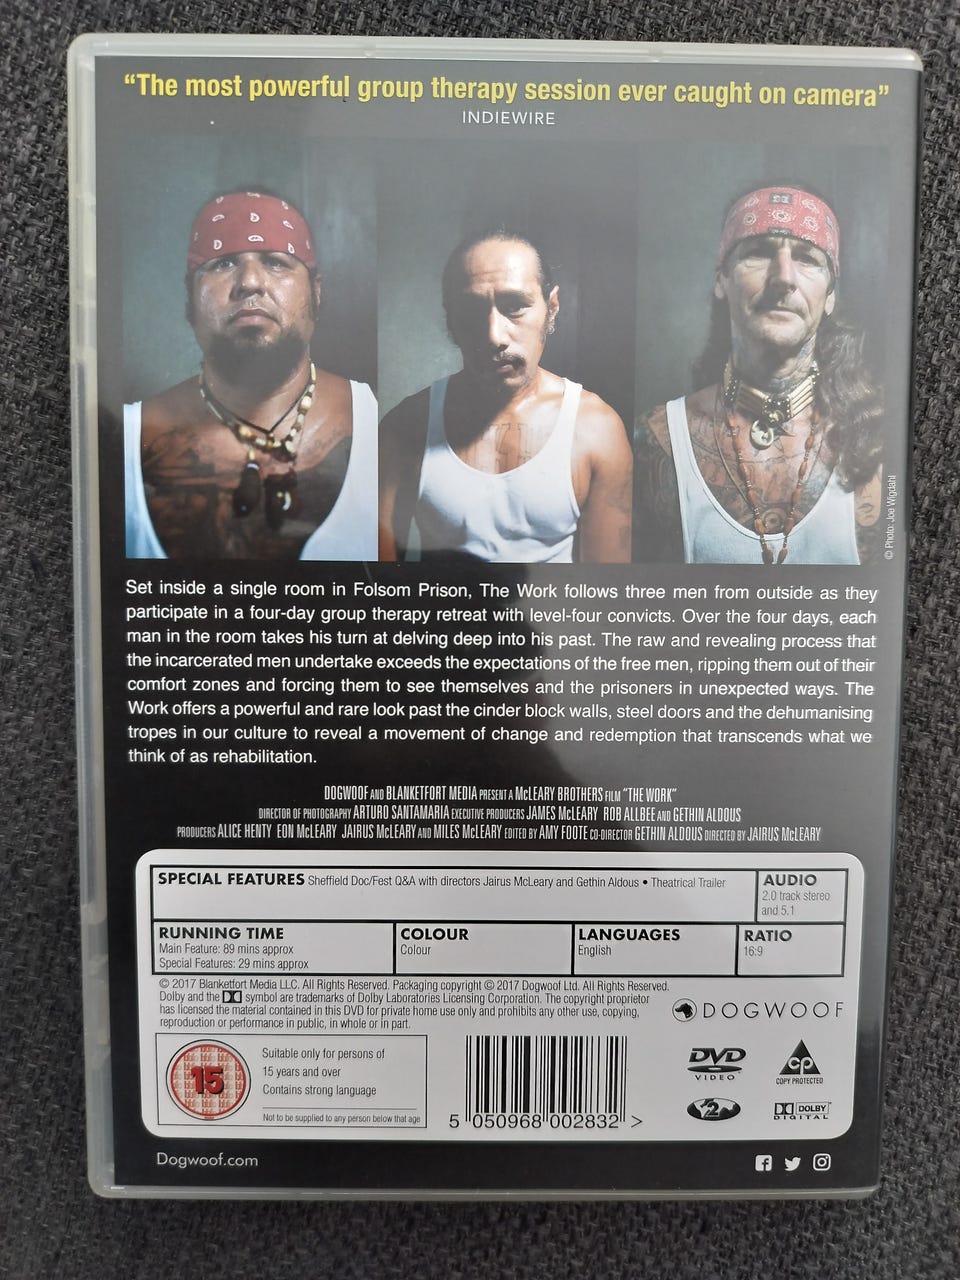 “The most powerful group therapy session ever caught on camera”
INDIEWIRE
© Photo: Joe Wigdahl
Set inside a single room in Folsom Prison, The Work follows three men from outside as they
participate in a four-day group therapy retreat with level-four convicts. Over the four days, each
man in the room takes his turn at delving deep into his past. The raw and revealing process that
the incarcerated men undertake exceeds the expectations of the free men, ripping them out of their
comfort zones and forcing them to see themselves and the prisoners in unexpected ways. The
Work offers a powerful and rare look past the cinder block walls, steel doors and the dehumanising
tropes in our culture to reveal a movement of change and redemption that transcends what we
think of as rehabilitation.
DOGWOOF AND BLANKETFORT MEDIA PRESENT A McLEARY BROTHERS FILM "THE WORK"
DIRECTOR OF PHOTOGRAPHY ARTURO SANTAMARIA EXECUTIVE PRODUCERS JAMES McLEARY ROB ALLBEE AND GETHIN ALDOUS
PRODUCERS ALICE HENTY EON McLEARY JAIRUS McLEARY AND MILES McLEARY EDITED BY AMY FOOTE CO-DIRECTOR GETHIN ALDOUS DIRECTED BY JAIRUS McLEARY
SPECIAL FEATURES Sheffield Doc/Fest Q&A with directors Jairus McLeary and Gethin Aldous • Theatrical Trailer
AUDIO
2.0 track stereo
and 5.1
RUNNING TIME
Main Feature: 89 mins approx
Special Features: 29 mins approx
COLOUR
Colour
LANGUAGES
English
RATIO
16:9
© 2017 Blanketfort Media LLC. All Rights Reserved. Packaging copyright © 2017 Dogwoof Ltd. All Rights Reserved.
Dolby and the symbol are trademarks of Dolby Laboratories Licensing Corporation. The copyright proprietor
has licensed the material contained in this DVD for private home use only and prohibits any other use, copying,
reproduction or performance in public, in whole or in part.
DOGWOOF
15
Suitable only for persons of
15 years and over
Contains strong language
Not to be supplied to any person below that age
5 050968 002832 >
DVD
VIDEO
cp
COPY PROTECTED
2
DOLBY
DIGITAL
Dogwoof.com